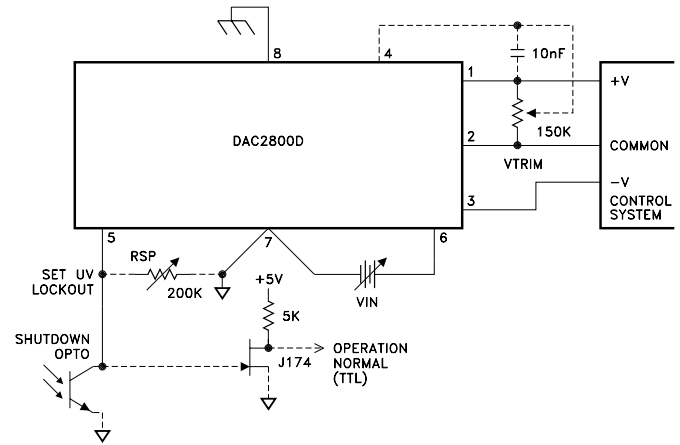 8
4
10nF
1
+V
DAC2800D
150K
2
COMMON
VTRIM
-V
3
CONTROL
SYSTEM
5
7
6
RSP
SET UV
LOCKOUT
200K
+5V
VIN
5K
SHUTDOWN
OPTO
J174
OPERATION
NORMAL
(TTL)